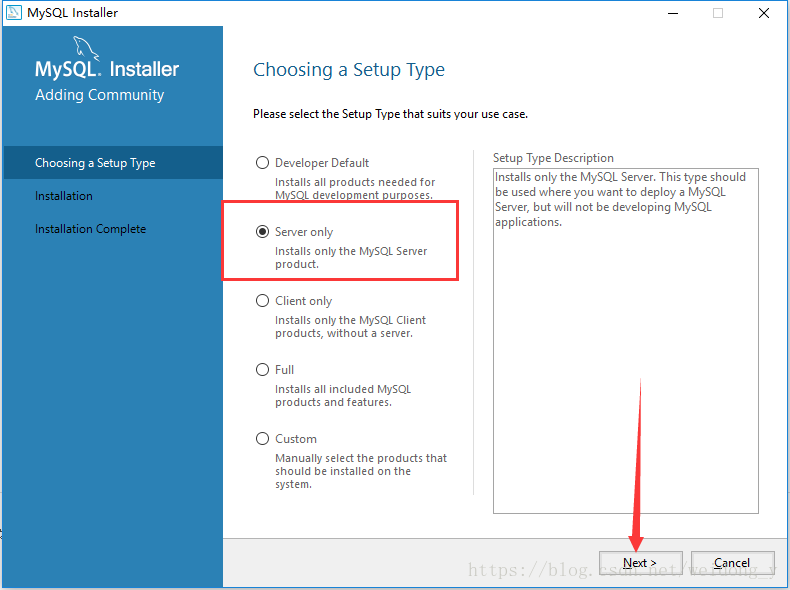 MySQL Installer
MySQL. Installer
Adding Community
Choosing a Setup Type
Installation
Installation Complete
Choosing a Setup Type
Please select the Setup Type that suits your use case.
Developer Default
Installs all products needed for
MySQL development purposes.
Server only
Installs only the MySQL Server
product.
Client only
Installs only the MySQL Client
products, without a server.
Full
Installs all included MySQL
products and features.
Custom
Manually select the products that
should be installed on the
system.
Setup Type Description
Installs only the MySQL Server. This type should
be used where you want to deploy a MySQL
Server, but will not be developing MySQL
applications.
Next >
Cancel
https://blog.csdn.net/weidong_y